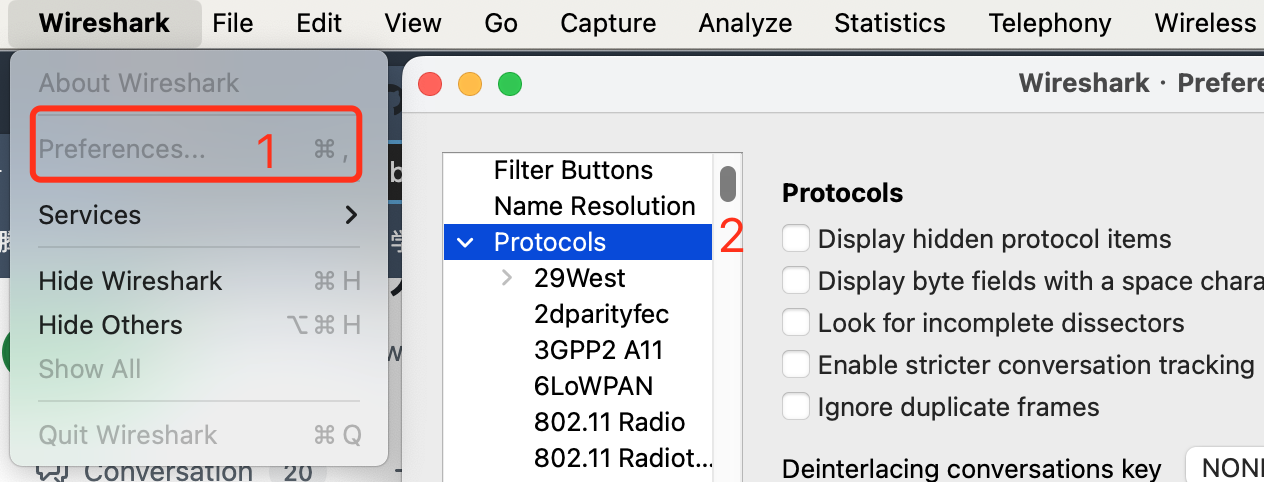 Wireshark File Edit View Go Capture Analyze Statistics Telephony Wireless
About Wireshark
Preferences... 1 ⌘ ,
Services
Hide Wireshark ⌘ H
Hide Others ⌥ ⌘ H
Show All
Quit Wireshark ⌘ Q
Conversation 20
Wireshark · Prefere
Filter Buttons
Name Resolution
Protocols 2
29West
2dparityfec
3GPP2 A11
6LoWPAN
802.11 Radio
802.11 Radiot...
Protocols
Display hidden protocol items
Display byte fields with a space chara
Look for incomplete dissectors
Enable stricter conversation tracking
Ignore duplicate frames
Deinterlacing conversations key NON